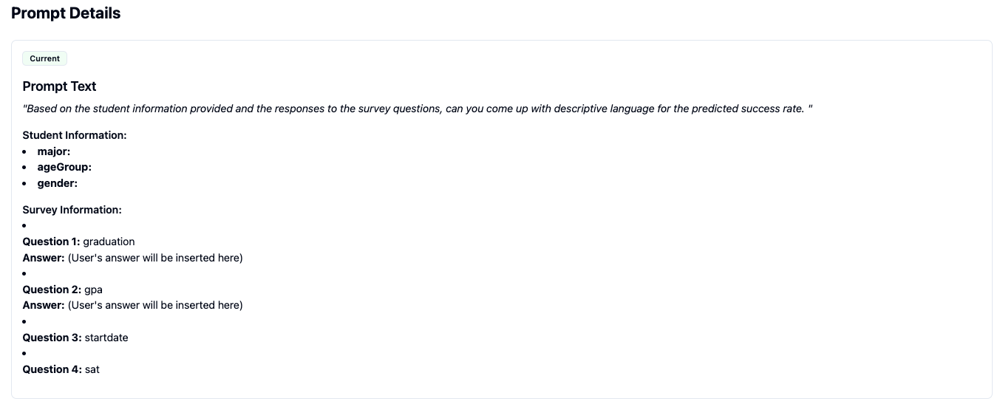 Prompt Details
Current
Prompt Text
"Based on the student information provided and the responses to the survey questions, can you come up with descriptive language for the predicted success rate. "
Student Information:
• major:
• ageGroup:
• gender:
Survey Information:
•
Question 1: graduation
Answer: (User's answer will be inserted here)
•
Question 2: gpa
Answer: (User's answer will be inserted here)
•
Question 3: startdate
•
Question 4: sat